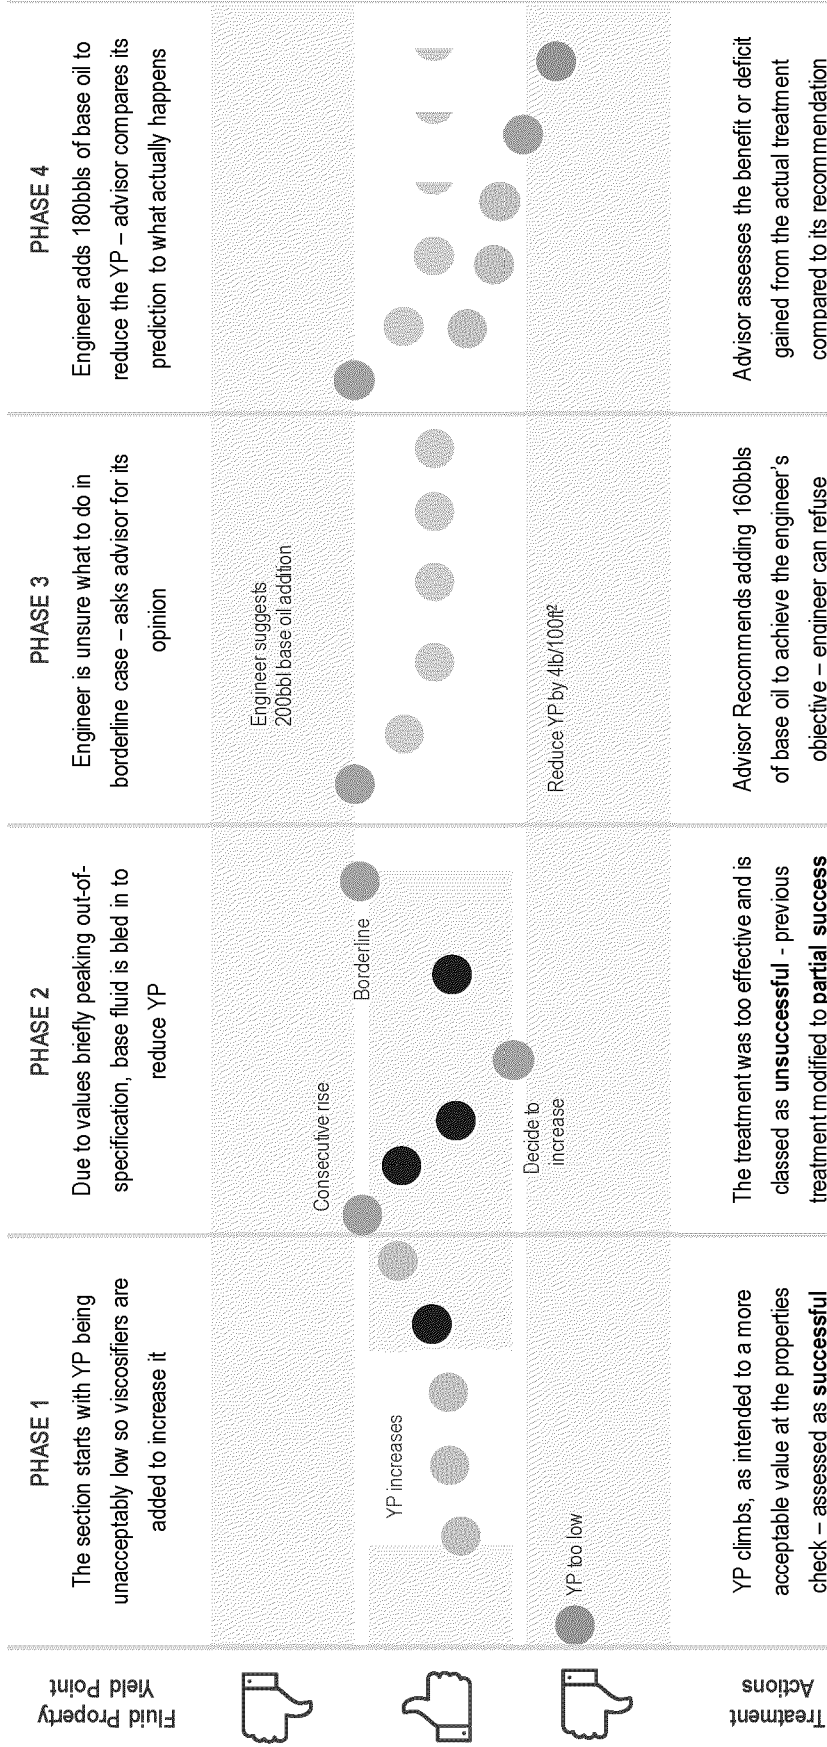 Fluid Property
Yield Point
PHASE 1
The section starts with YP being
unacceptably low so viscosifiers are
added to increase it
PHASE 2
Due to values briefly peaking out-of-
specification, base fluid is bled in to
reduce YP
PHASE 3
Engineer is unsure what to do in
borderline case – asks advisor for its
opinion
PHASE 4
Engineer adds 180bbls of base oil to
reduce the YP – advisor compares its
prediction to what actually happens
YP too low
YP increases
Consecutive rise
Decide to
increase
Borderline
Engineer suggests
200bbl base oil addtion
Reduce YP by 4lb/100ft²
Treatment
Actions
YP climbs, as intended to a more
acceptable value at the properties
check – assessed as successful
The treatment was too effective and is
classed as unsuccessful - previous
treatment modified to partial success
Advisor Recommends adding 160bbls
of base oil to achieve the engineer's
objective – engineer can refuse
Advisor assesses the benefit or deficit
gained from the actual treatment
compared to its recommendation